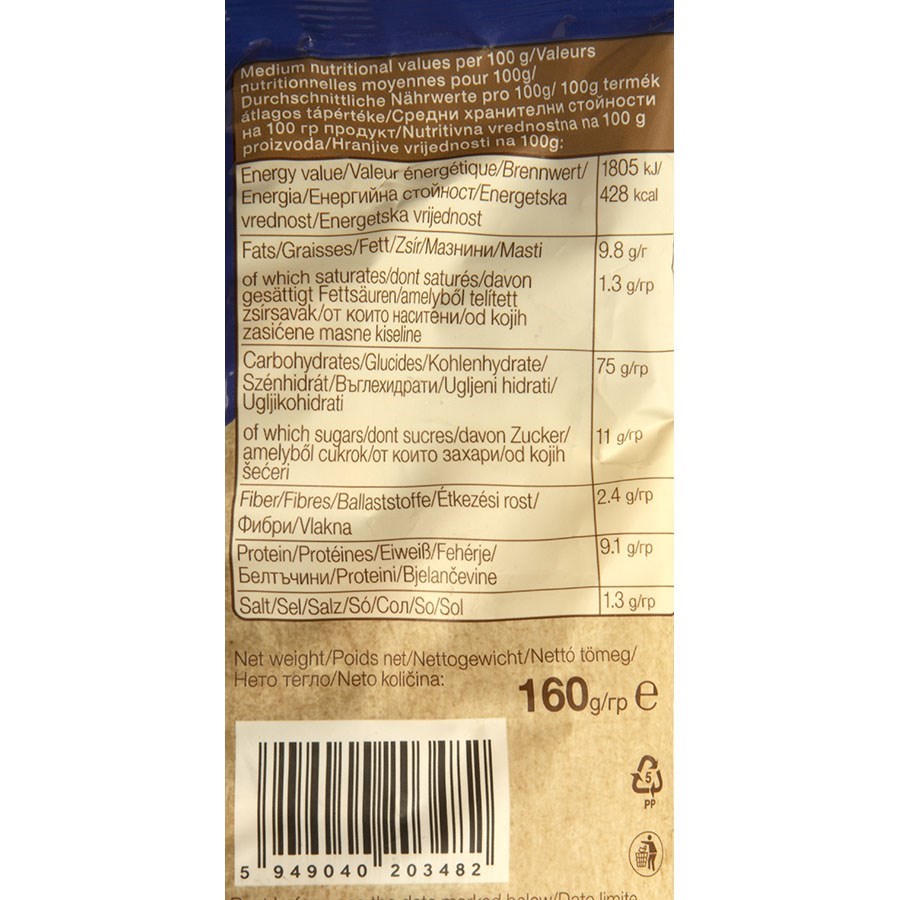 Medium nutritional values per 100 g/Valeurs
nutritionnelles moyennes pour 100g/
Durchschnittliche Nährwerte pro 100g/ 100g termék
átlagos tápértéke/Средни хранителни стойности
на 100 гр продукт/Nutritivna vrednostna na 100 g
proizvoda/Hranjive vrijednosti na 100g:
Energy value/Valeur énergétique/Brennwert/ 1805 kJ/
Energia/Енергийна стойност/Energetska 428 kcal
vrednost/Energetska vrijednost
Fats/Graisses/Fett/Zsír/Мазнини/Masti 9.8 g/г
of which saturates/dont saturés/davon 1.3 g/гр
gesättigt Fettsäuren/amelyből telített
zsírsavak/от които наситени/od kojih
zasićene masne kiseline
Carbohydrates/Glucides/Kohlenhydrate/ 75 g/гр
Szénhidrát/Въглехидрати/Ugljeni hidrati/
Ugljikohidrati
of which sugars/dont sucres/davon Zucker/ 11 g/гр
amelyből cukrok/от които захари/od kojih
šećeri
Fiber/Fibres/Ballaststoffe/Étkezési rost/ 2.4 g/гр
Фибри/Vlakna
Protein/Protéines/Eiweiß/Fehérje/ 9.1 g/гр
Белтъчини/Proteini/Bjelančevine
Salt/Sel/Salz/Só/Сол/So/Sol 1.3 g/гр
Net weight/Poids net/Nettogewicht/Nettó tömeg/
Нето тегло/Neto količina:
160g/гр e
5
PP
5 949040 203482